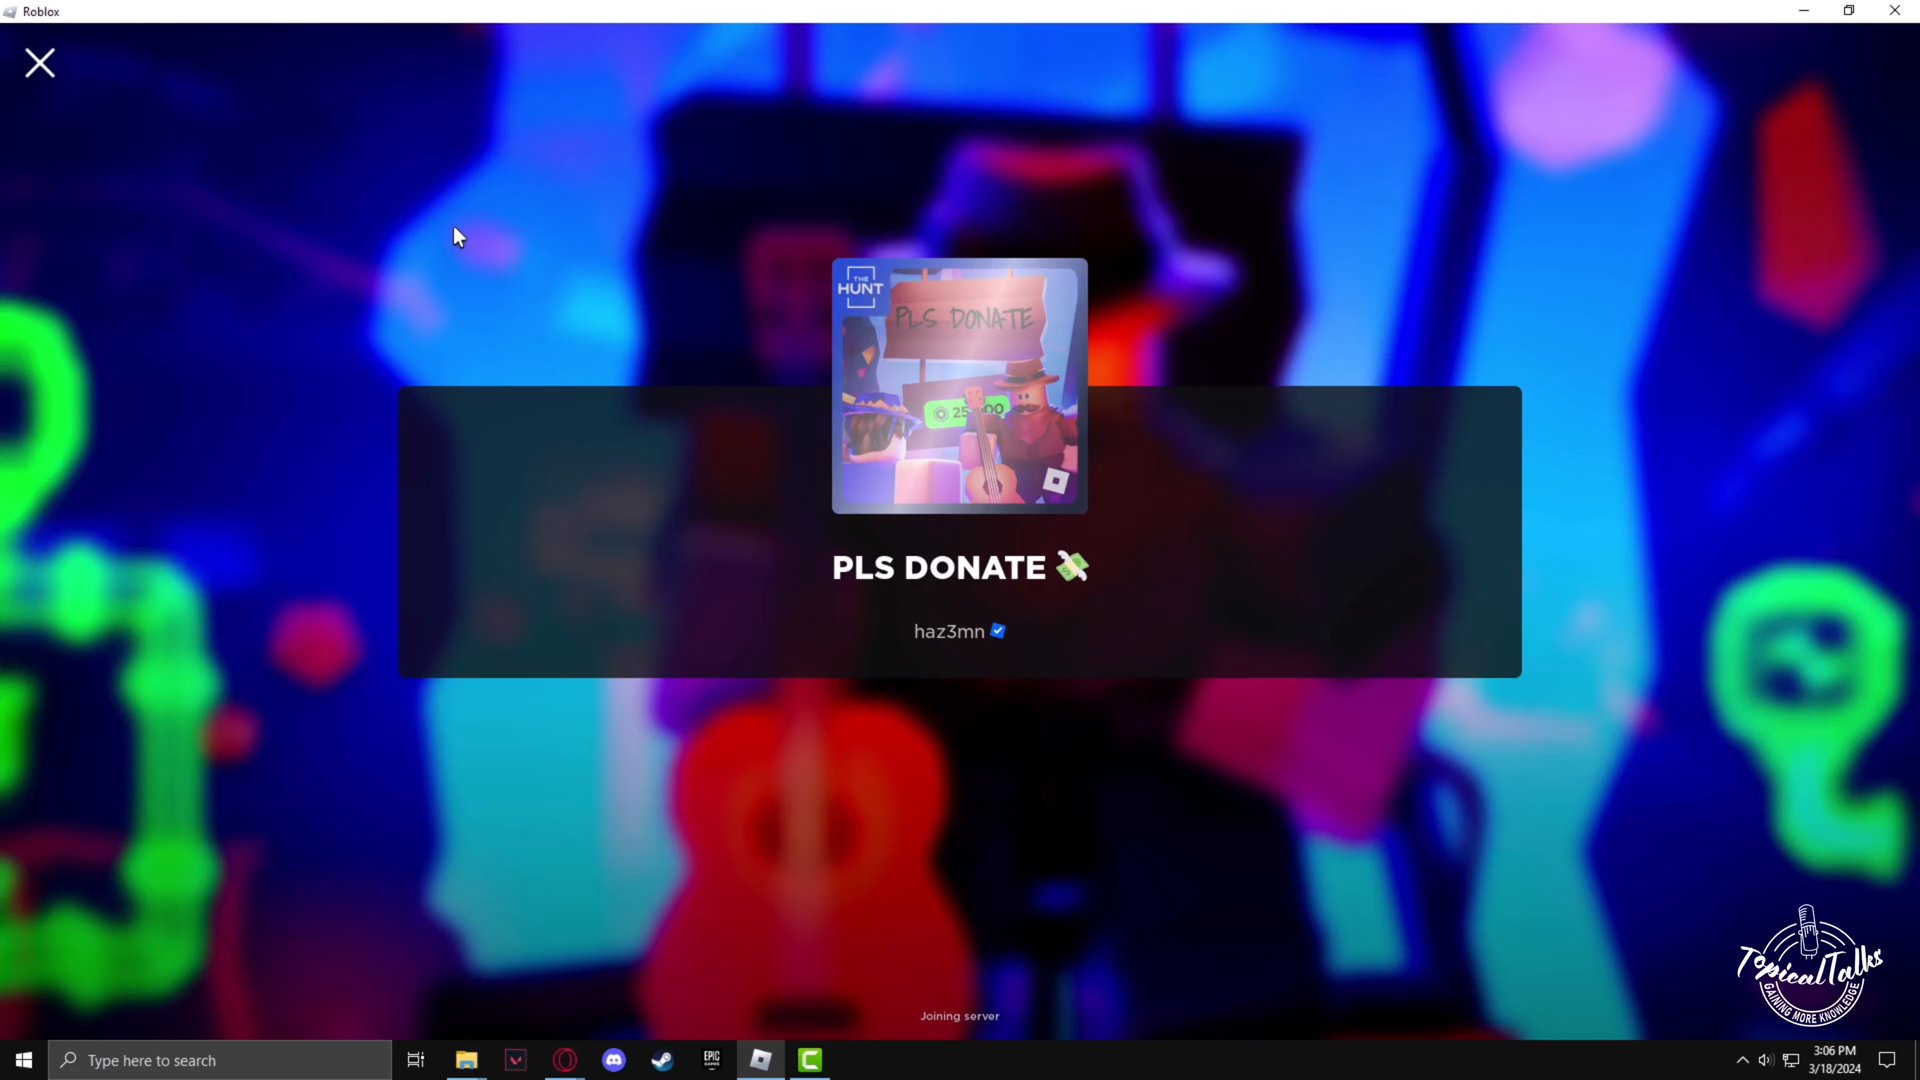 Roblox
THE
HUNT
PLS DONATE
PLS DONATE 💸
haz3mn
Joining server
TopicalTalks
GAINING MORE KNOWLEDGE
Type here to search
EPIC
GAMES
3:06 PM
3/18/2024